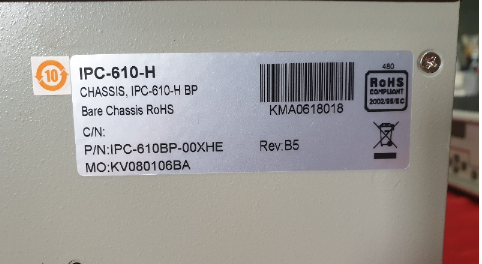 10
IPC-610-H
CHASSIS, IPC-610-H BP
Bare Chassis RoHS
C/N:
P/N:IPC-610BP-00XHE
MO:KV080106BA
KMA0618018
Rev:B5
480
RoHS
COMPLIANT
2002/95/EC